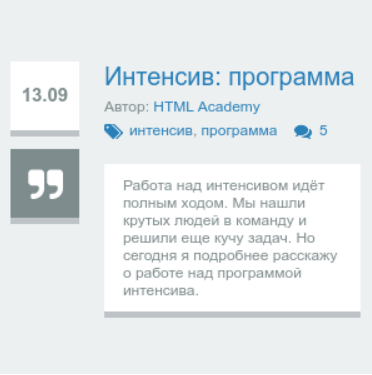 13.09
Интенсив: программа
Автор: HTML Academy
интенсив, программа 5
Работа над интенсивом идёт
полным ходом. Мы нашли
крутых людей в команду и
решили еще кучу задач. Но
сегодня я подробнее расскажу
о работе над программой
интенсива.